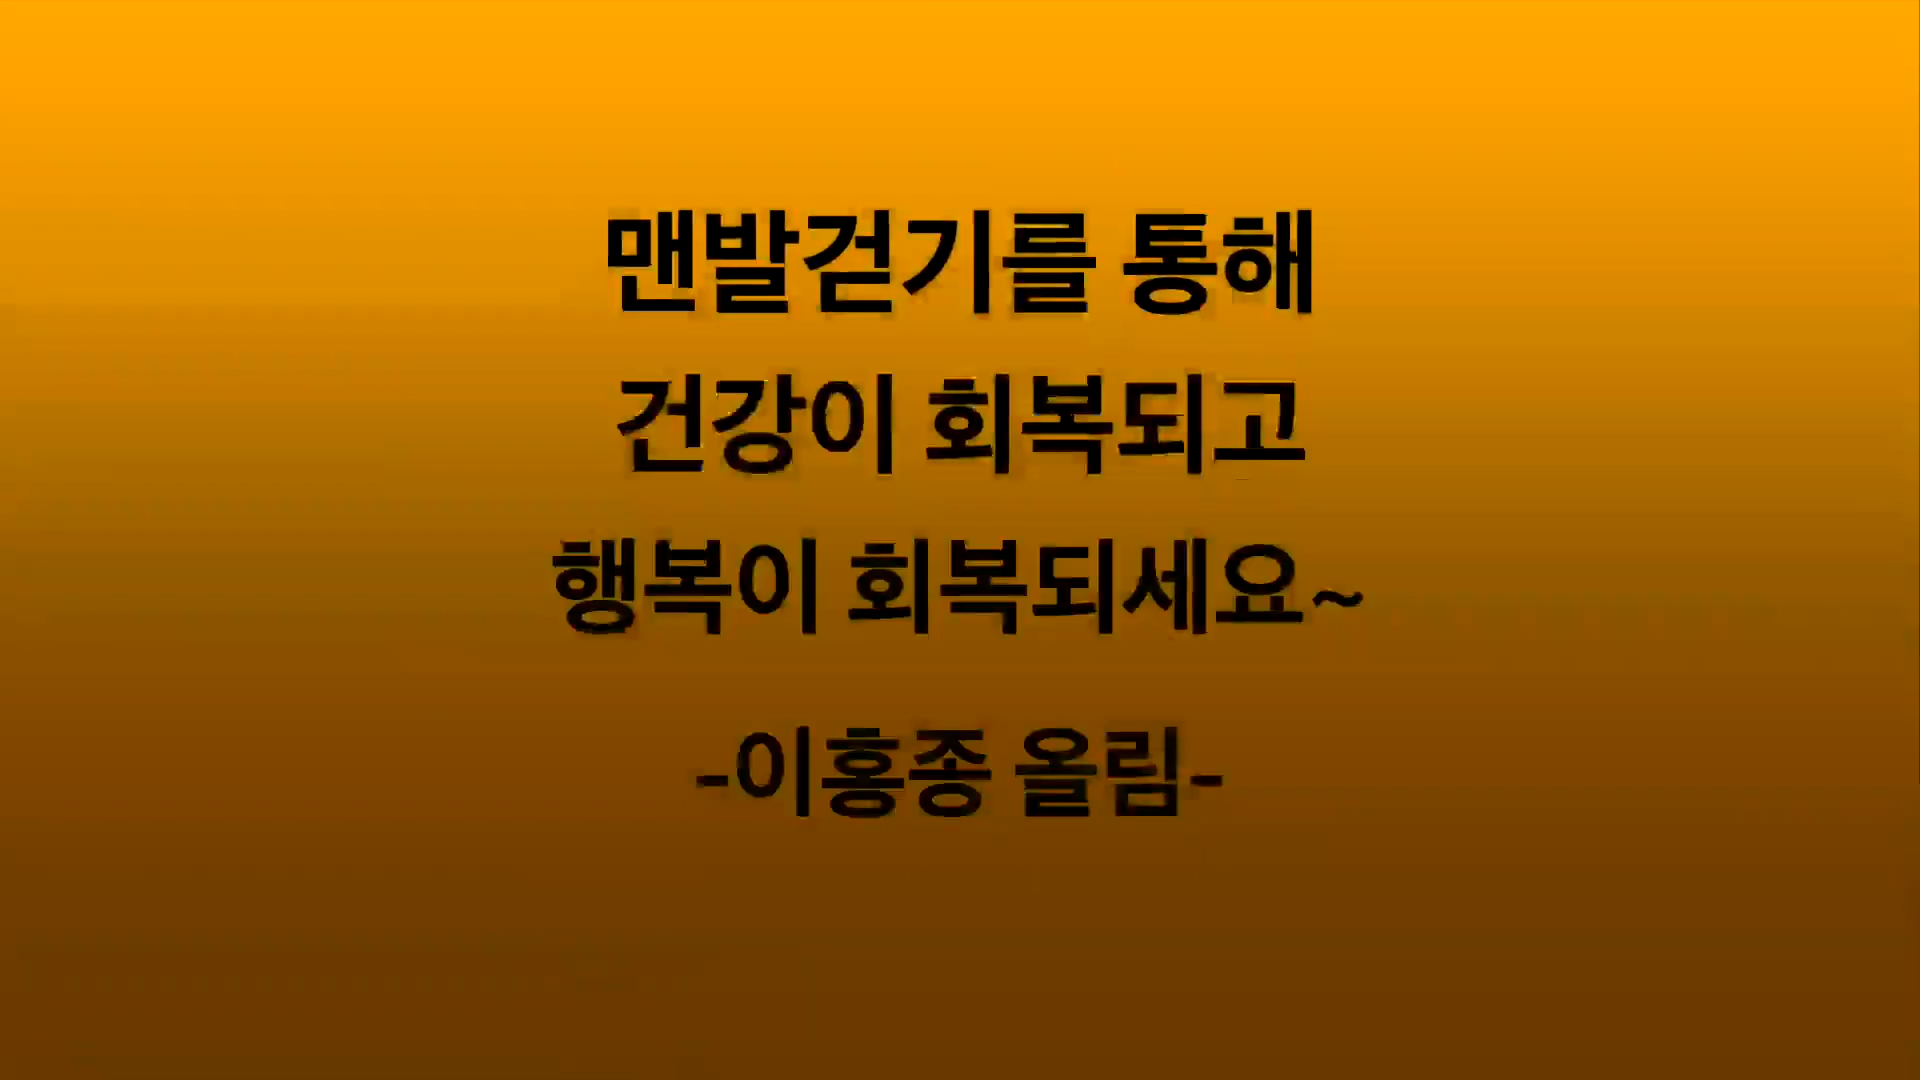 맨발걷기를 통해
건강이 회복되고
행복이 회복되세요~
-이홍종 올림-